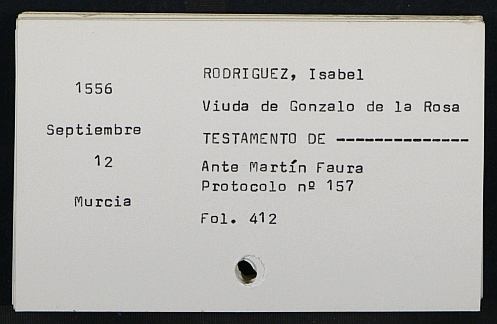 1556
Septiembre
12
Murcia
RODRIGUEZ, Isabel
Viuda de Gonzalo de la Rosa
TESTAMENTO DE --------------
Ante Martín Faura
Protocolo nº 157
Fol. 412